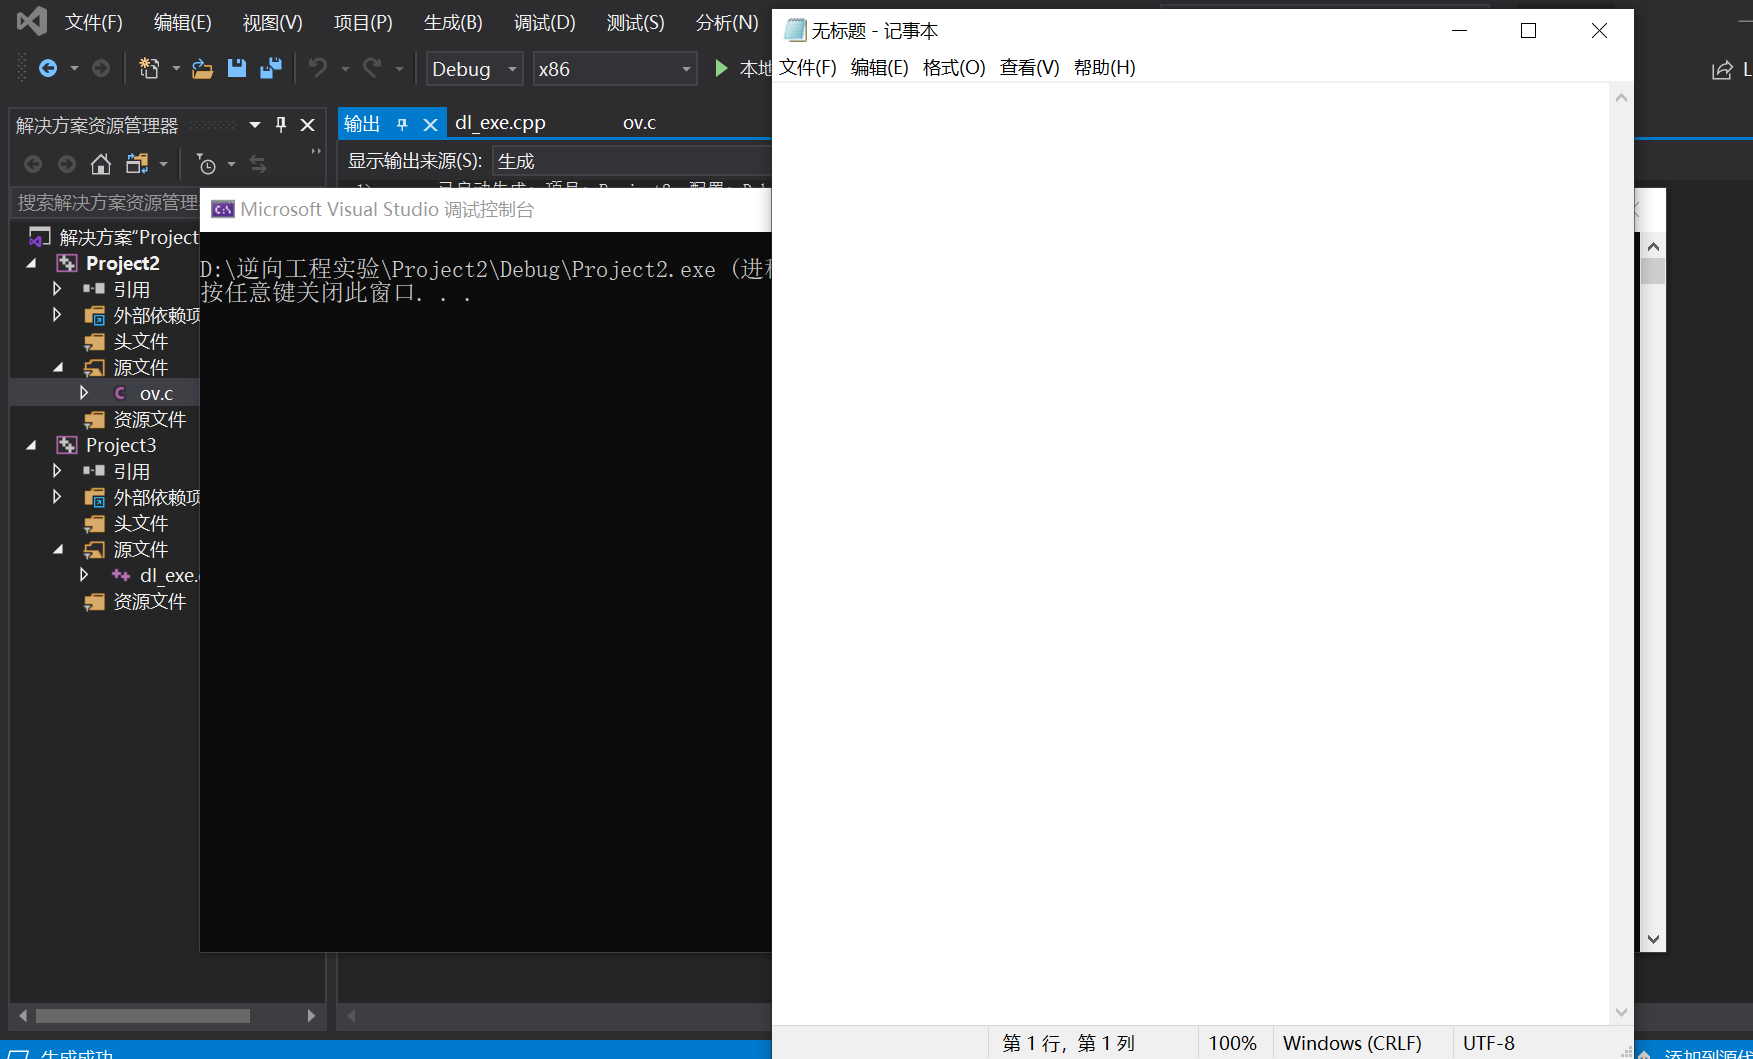 文件(F) 编辑(E) 视图(V) 项目(P) 生成(B) 调试(D) 测试(S) 分析(N)
Debug x86 本地
解决方案资源管理器
搜索解决方案资源管理
解决方案"Project
Project2
引用
外部依赖项
头文件
源文件
ov.c
资源文件
Project3
引用
外部依赖项
头文件
源文件
dl_exe.
资源文件
输出 dl_exe.cpp ov.c
显示输出来源(S): 生成
Microsoft Visual Studio 调试控制台
D:\逆向工程实验\Project2\Debug\Project2.exe (进程
按任意键关闭此窗口. . .
无标题 - 记事本
文件(F) 编辑(E) 格式(O) 查看(V) 帮助(H)
第 1 行，第 1 列 100% Windows (CRLF) UTF-8
生成成功
添加到源代